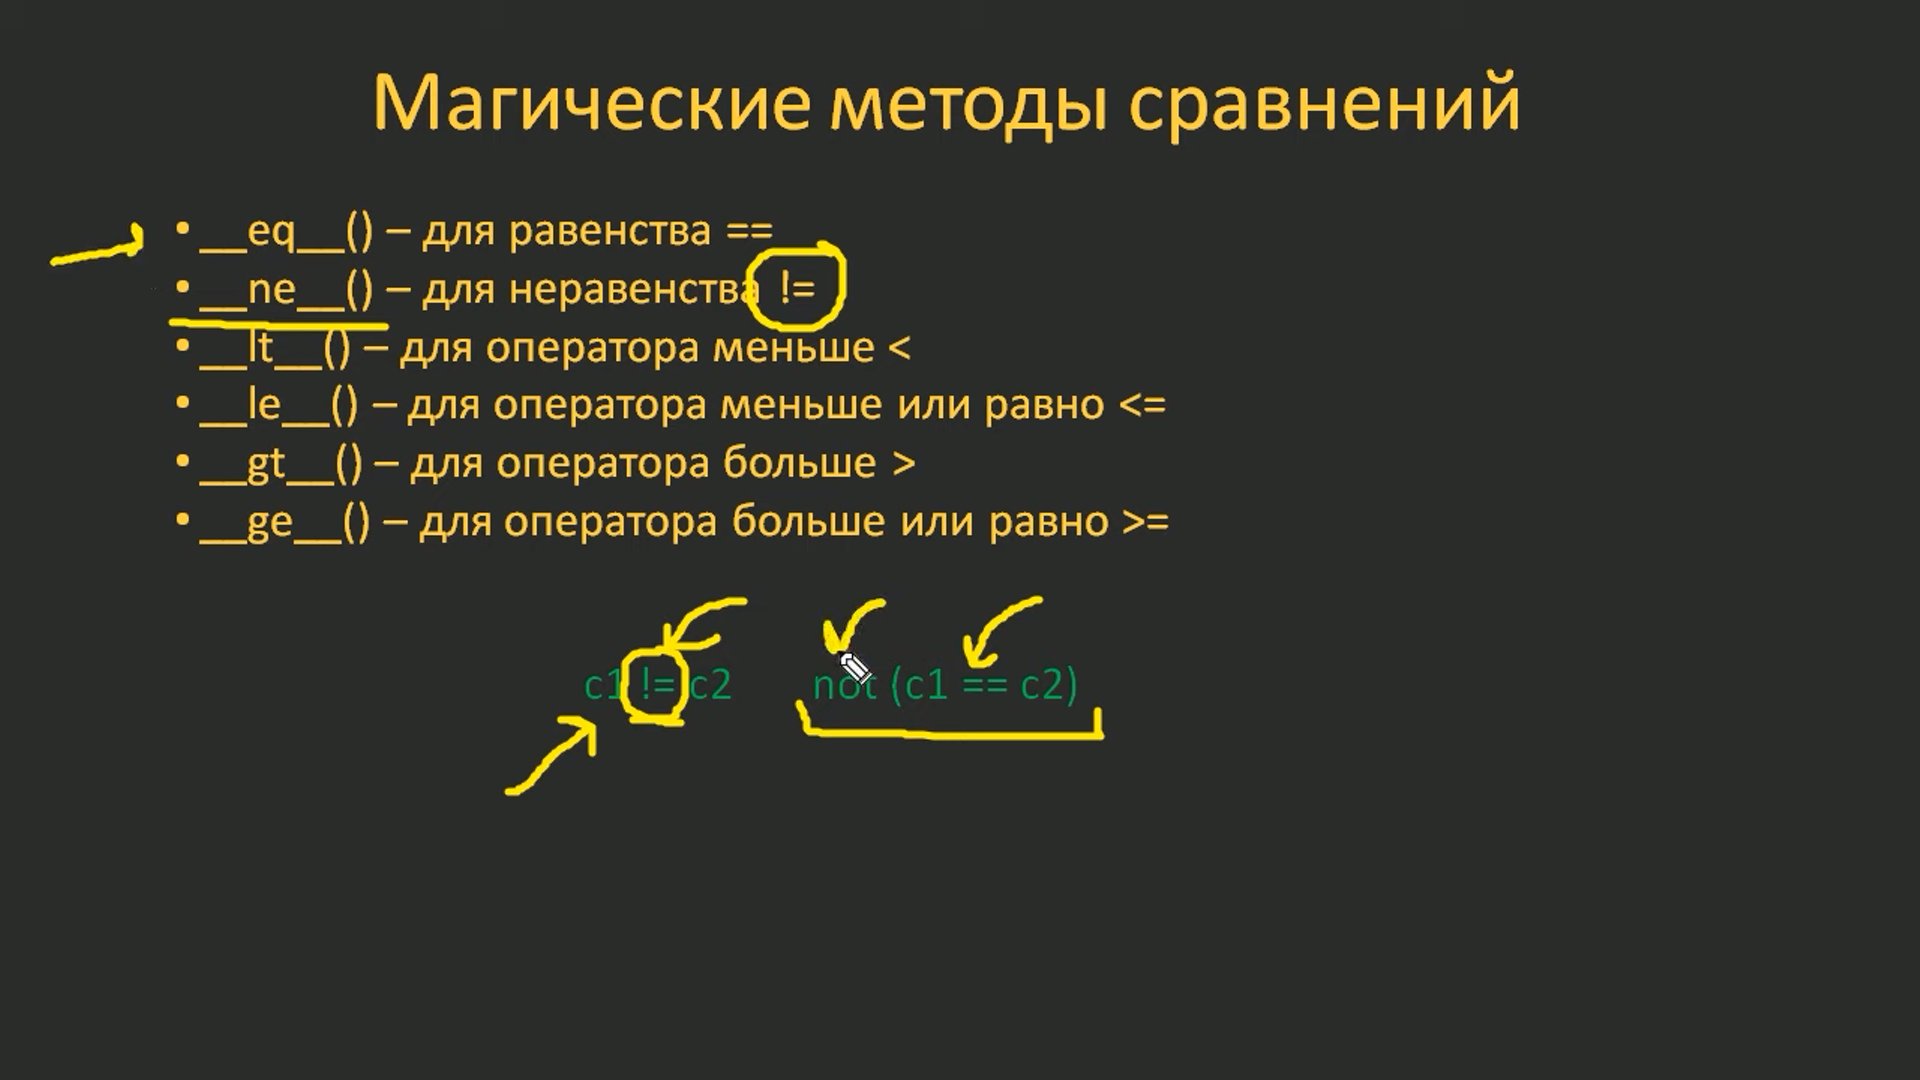 Магические методы сравнений
• __eq__() – для равенства ==
• __ne__() – для неравенства !=
• __lt__() – для оператора меньше <
• __le__() – для оператора меньше или равно <=
• __gt__() – для оператора больше >
• __ge__() – для оператора больше или равно >=
c1 != c2 not (c1 == c2)